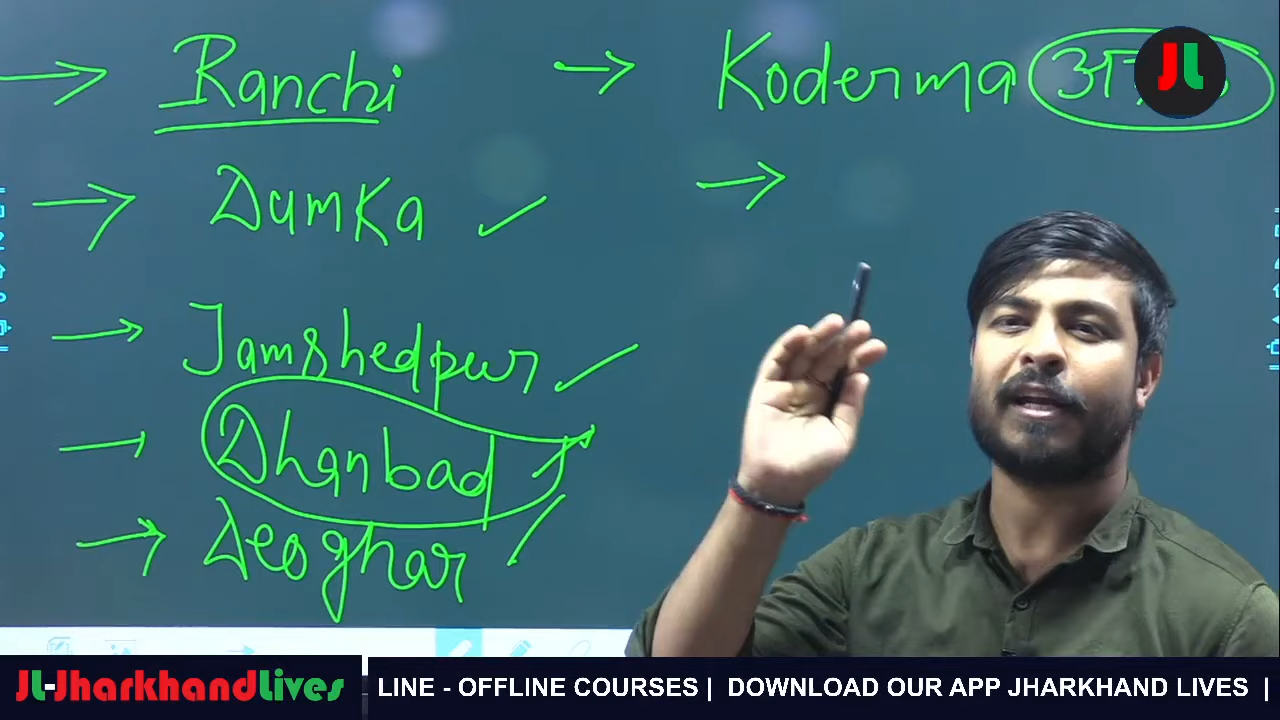 → Ranchi → Koderma
→ Dumka ✓ →
→ Jamshedpur ✓
→ Dhanbad ✓
→ Deoghar
JL
JL-JharkhandLives LINE - OFFLINE COURSES | DOWNLOAD OUR APP JHARKHAND LIVES |